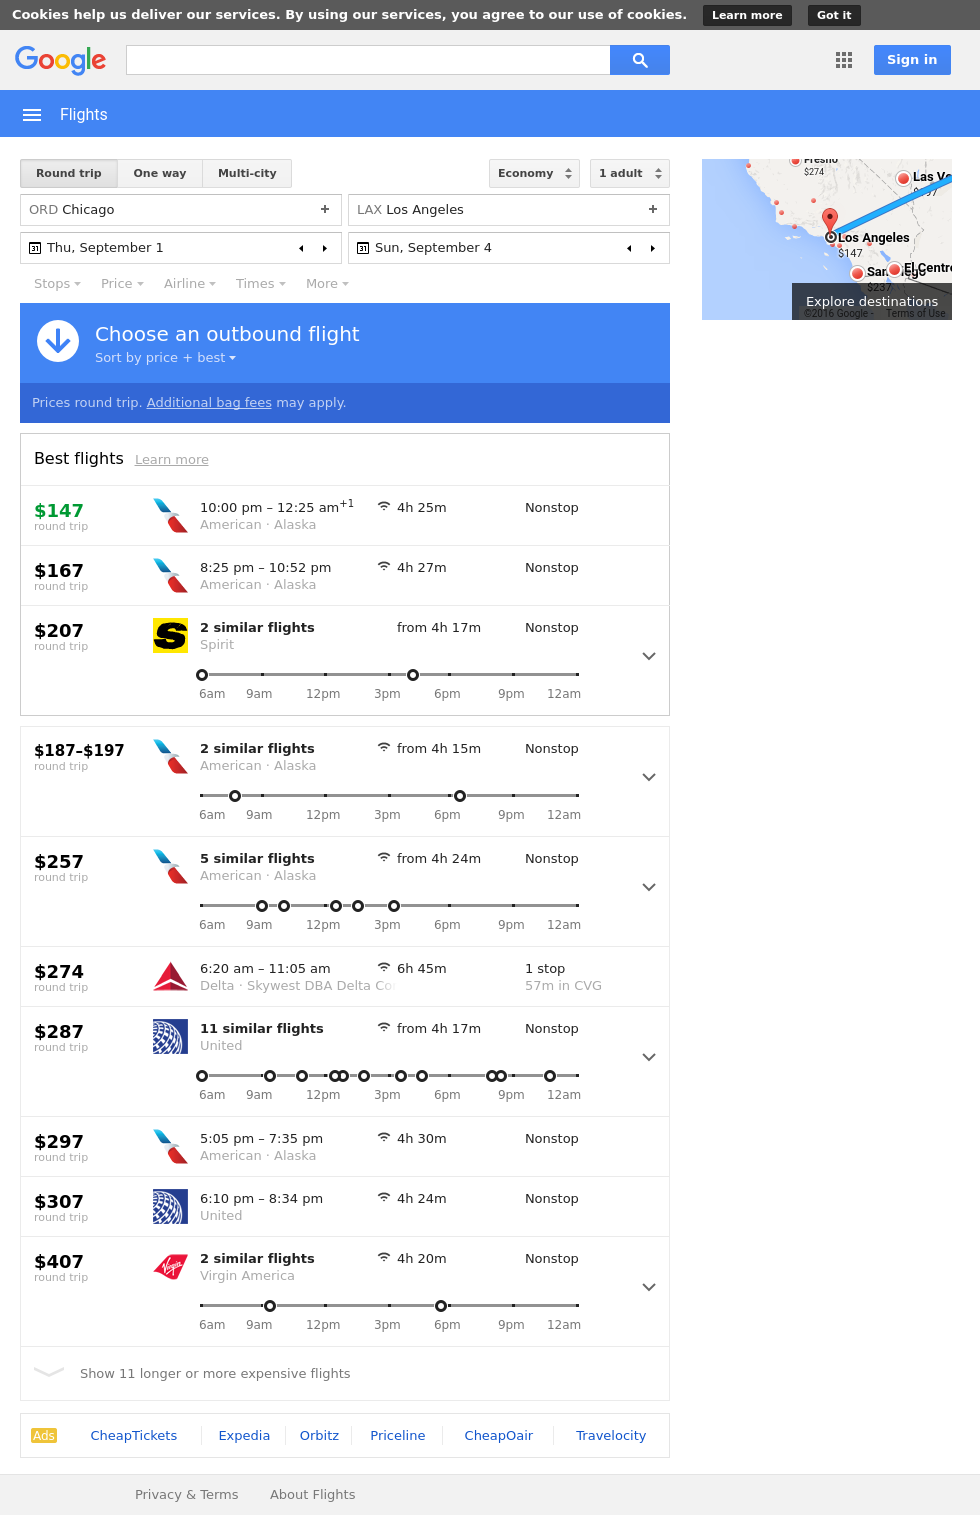 Cookies help us deliver our services. By using our services, you agree to our use of cookies. Learn more Got it
Google
Sign in
Flights
Round trip One way Multi-city Economy 1 adult
ORD Chicago + LAX Los Angeles +
31 Thu, September 1 31 Sun, September 4
Stops Price Airline Times More
Choose an outbound flight
Sort by price + best
Prices round trip. Additional bag fees may apply.
Fresno
$274
Las Ve
Los Angeles
$147
El Centro
$237
Explore destinations
©2016 Google - Terms of Use
Best flights Learn more
$147 10:00 pm – 12:25 am+1 4h 25m Nonstop
round trip American · Alaska
$167 8:25 pm – 10:52 pm 4h 27m Nonstop
round trip American · Alaska
$207 2 similar flights from 4h 17m Nonstop
round trip Spirit
6am 9am 12pm 3pm 6pm 9pm 12am
$187–$197 2 similar flights from 4h 15m Nonstop
round trip American · Alaska
6am 9am 12pm 3pm 6pm 9pm 12am
$257 5 similar flights from 4h 24m Nonstop
round trip American · Alaska
6am 9am 12pm 3pm 6pm 9pm 12am
$274 6:20 am – 11:05 am 6h 45m 1 stop
round trip Delta · Skywest DBA Delta Co 57m in CVG
$287 11 similar flights from 4h 17m Nonstop
round trip United
6am 9am 12pm 3pm 6pm 9pm 12am
$297 5:05 pm – 7:35 pm 4h 30m Nonstop
round trip American · Alaska
$307 6:10 pm – 8:34 pm 4h 24m Nonstop
round trip United
$407 2 similar flights 4h 20m Nonstop
round trip Virgin America
6am 9am 12pm 3pm 6pm 9pm 12am
Show 11 longer or more expensive flights
Ads CheapTickets Expedia Orbitz Priceline CheapOair Travelocity
Privacy & Terms About Flights